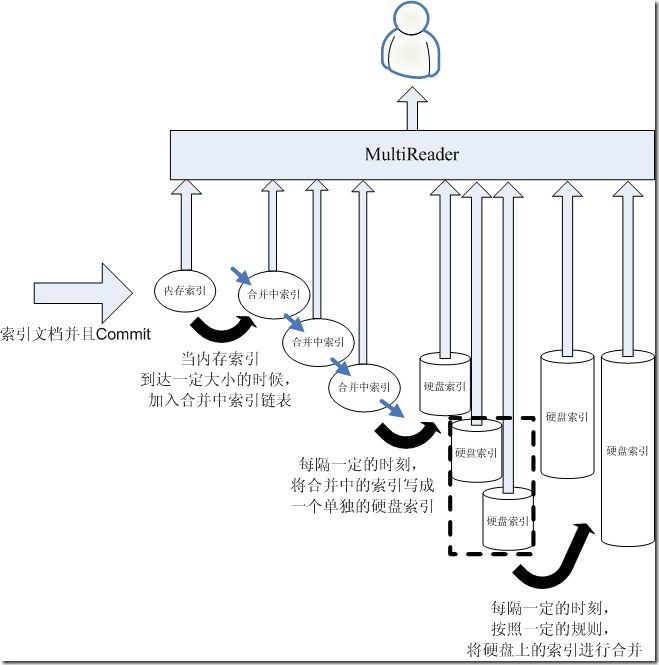 MultiReader
索引文档并且Commit
内存索引
合并中索引
合并中索引
合并中索引
当内存索引
到达一定大小的时候，
加入合并中索引链表
硬盘索引
硬盘索引
硬盘索引
硬盘索引
硬盘索引
每隔一定的时刻，
将合并中的索引写成
一个单独的硬盘索引
每隔一定的时刻，
按照一定的规则，
将硬盘上的索引进行合并